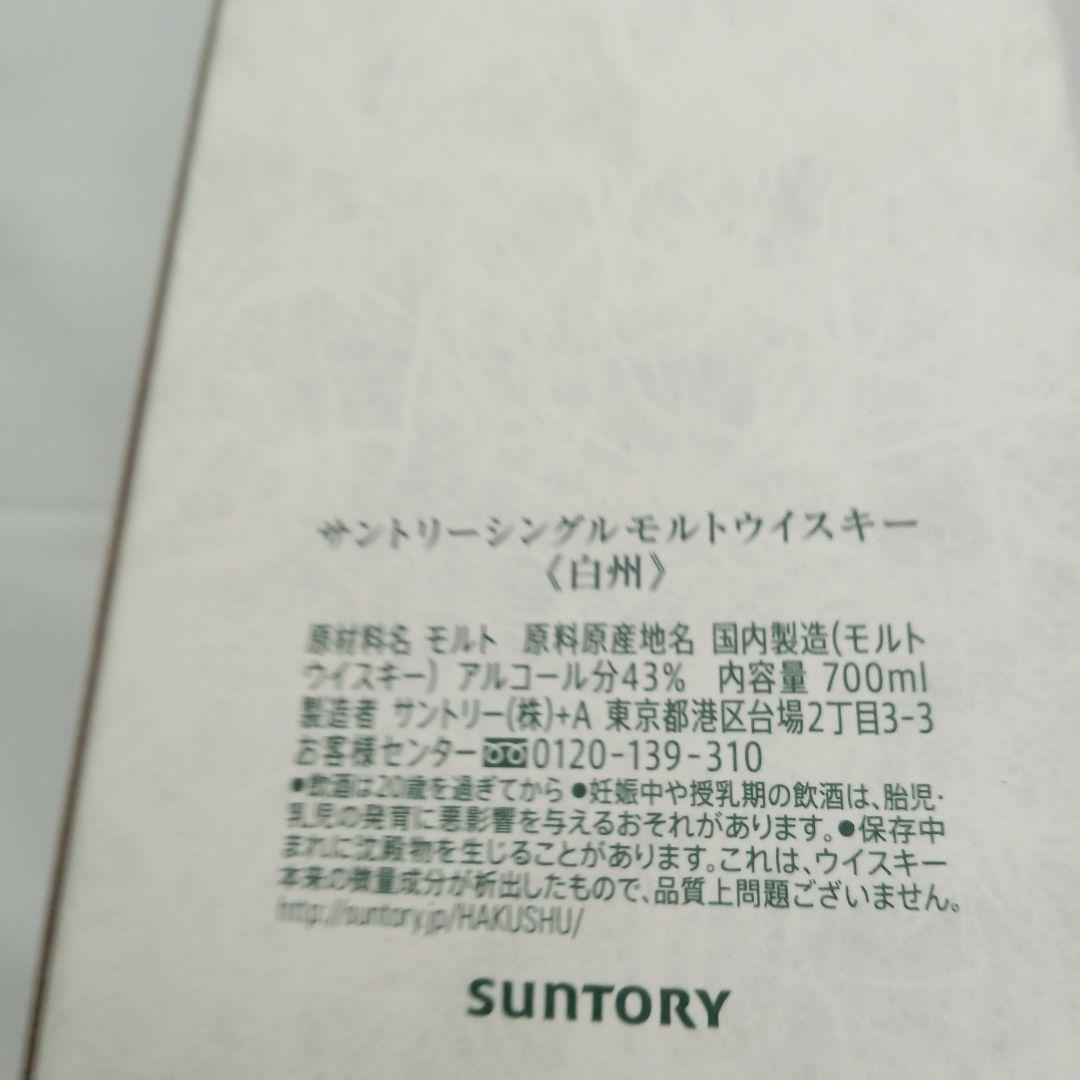 サントリーシングルモルトウイスキー
《白州》
原材料名 モルト 原料原産地名 国内製造(モルト
ウイスキー) アルコール分43% 内容量 700ml
製造者 サントリー(株)+A 東京都港区台場2丁目3-3
お客様センター 0120-139-310
●飲酒は20歳を過ぎてから ●妊娠中や授乳期の飲酒は、胎児・
乳児の発育に悪影響を与えるおそれがあります。●保存中
まれに沈殿物を生じることがあります。これは、ウイスキー
本来の微量成分が析出したもので、品質上問題ございません。
http://suntory.jp/HAKUSHU/
SUNTORY